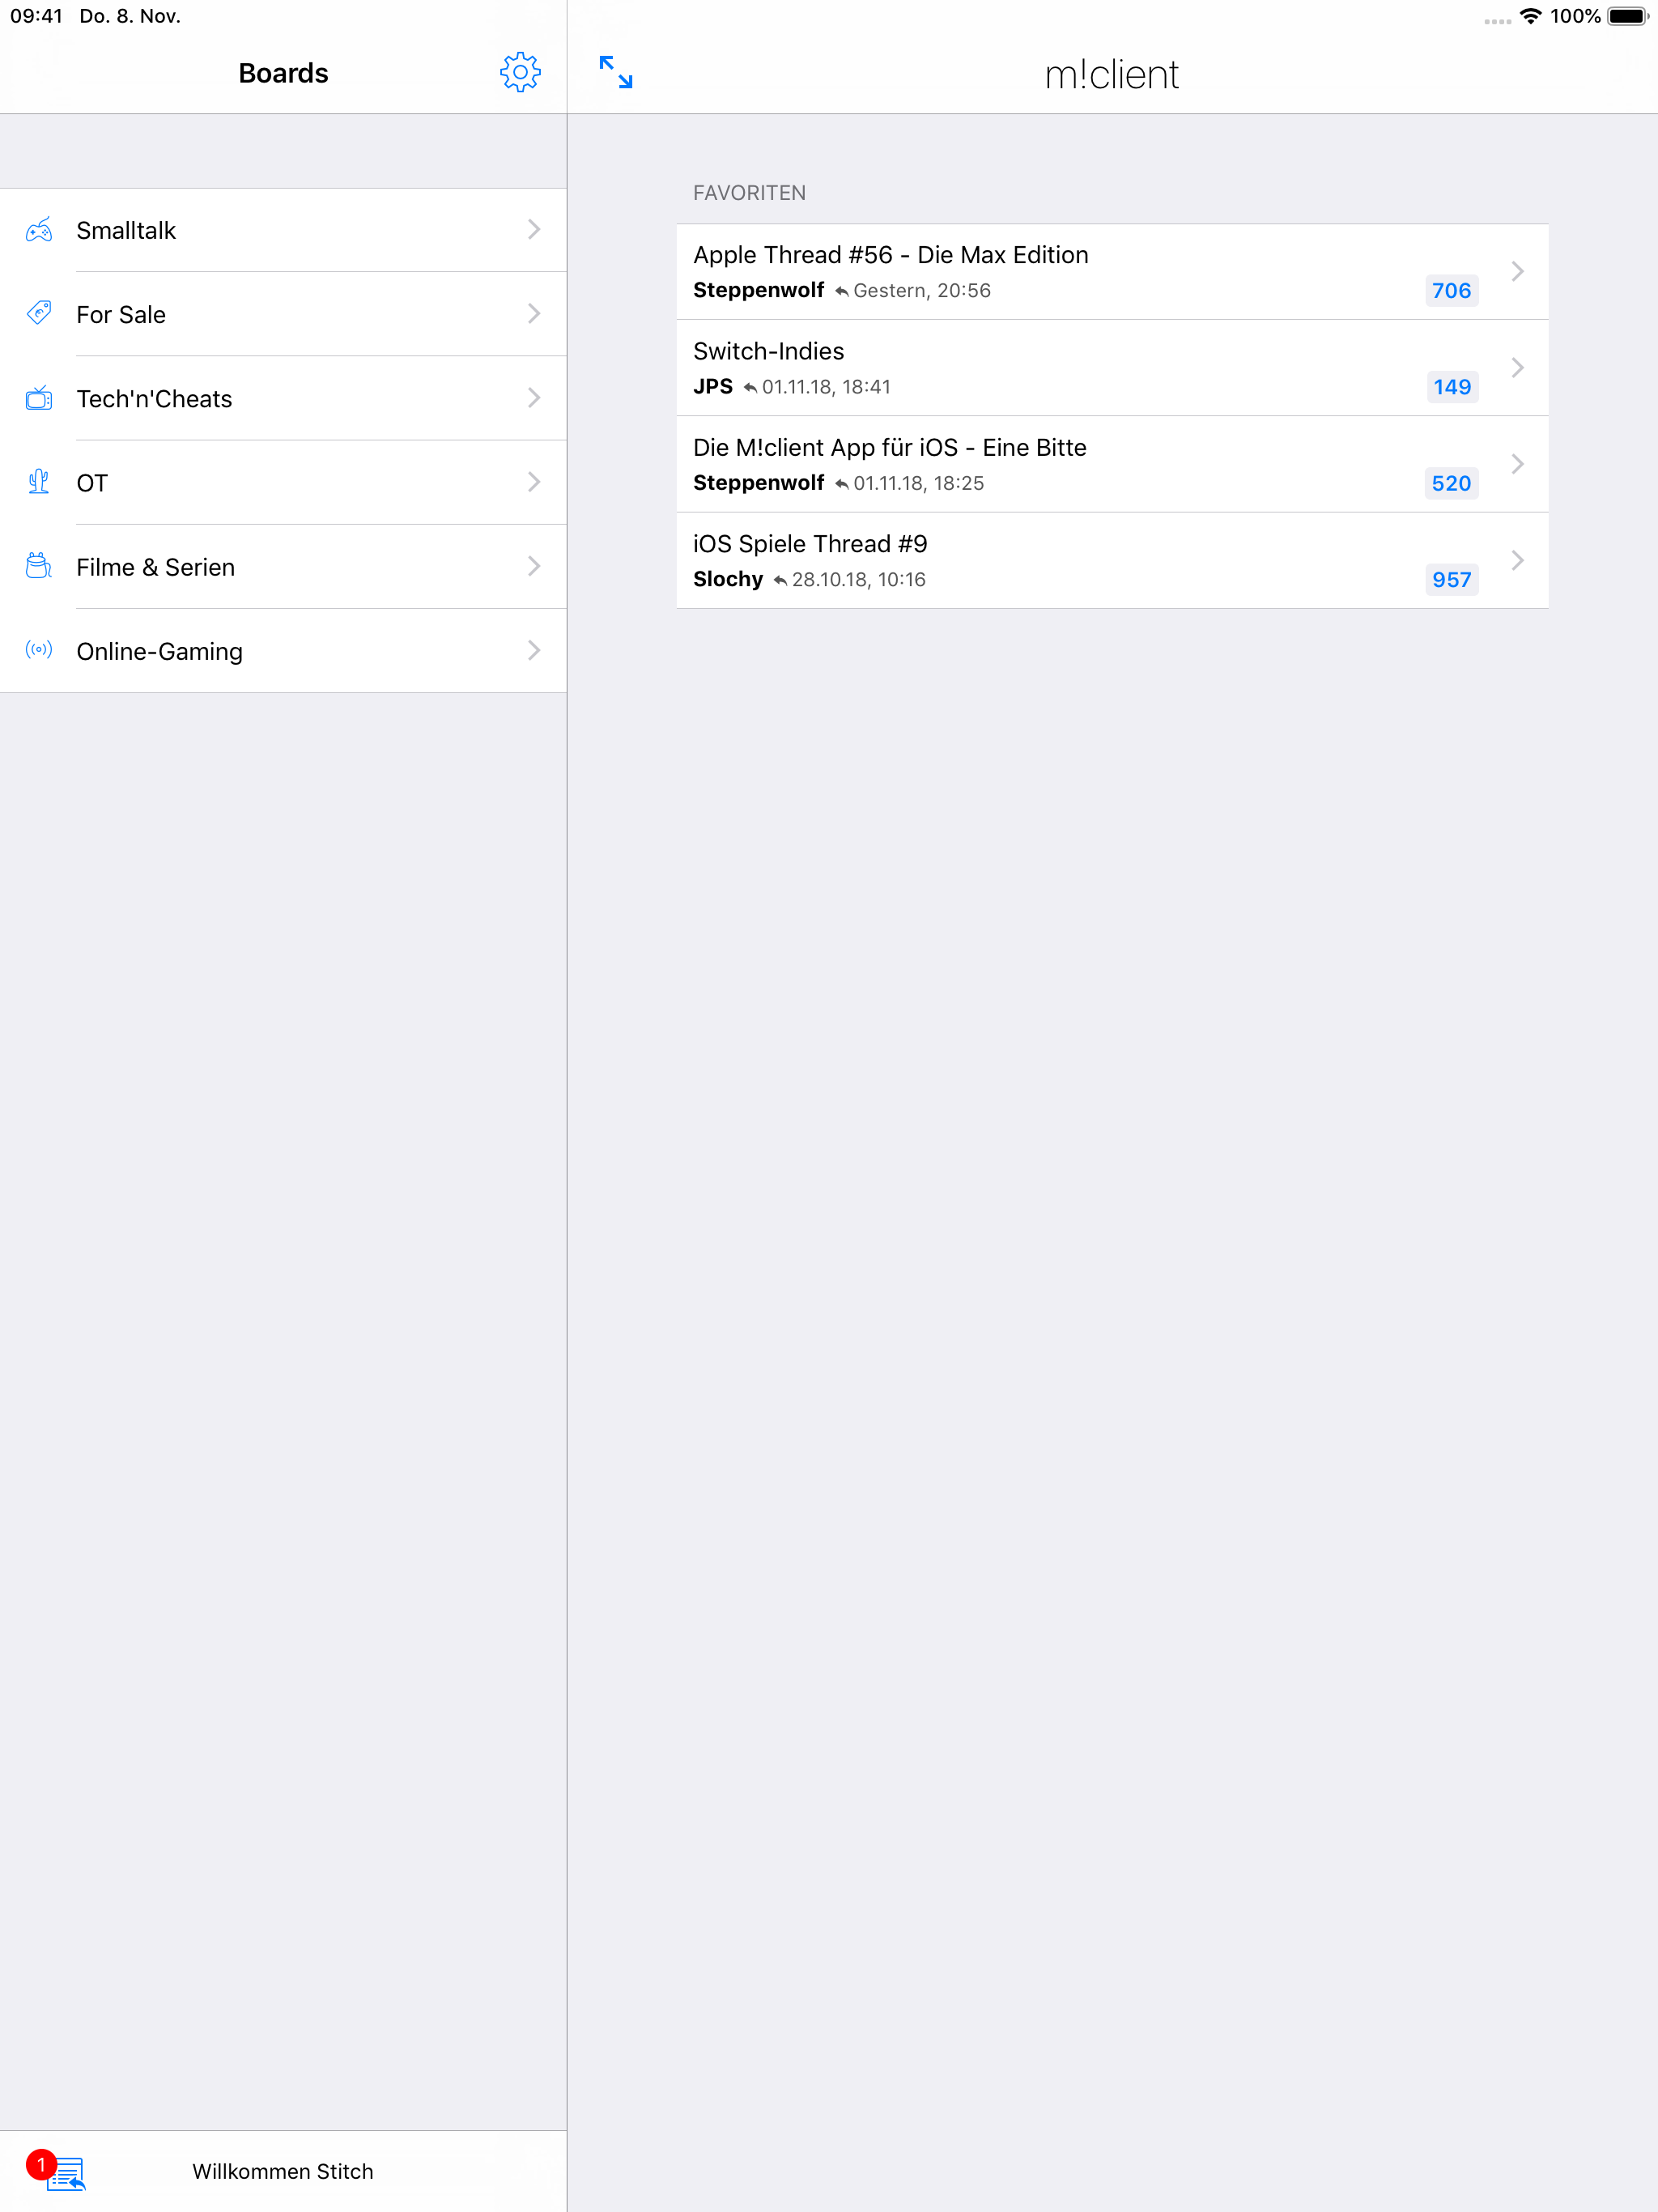 09:41 Do. 8. Nov.
100%
Boards
m!client
Smalltalk
For Sale
Tech'n'Cheats
OT
Filme & Serien
Online-Gaming
FAVORITEN
Apple Thread #56 - Die Max Edition
Steppenwolf Gestern, 20:56
706
Switch-Indies
JPS 01.11.18, 18:41
149
Die M!client App für iOS - Eine Bitte
Steppenwolf 01.11.18, 18:25
520
iOS Spiele Thread #9
Slochy 28.10.18, 10:16
957
1
Willkommen Stitch